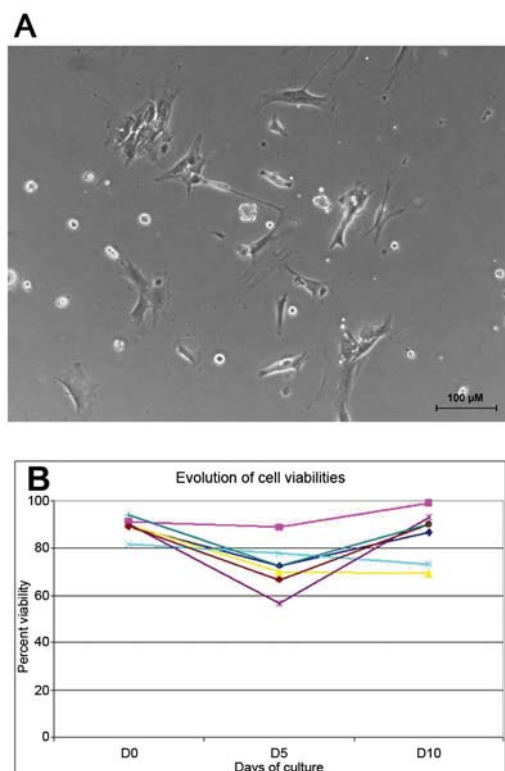 A
100 µM
B
Evolution of cell viabilities
Percent viability
100
80
60
40
20
0
D0 D5 D10
Days of culture